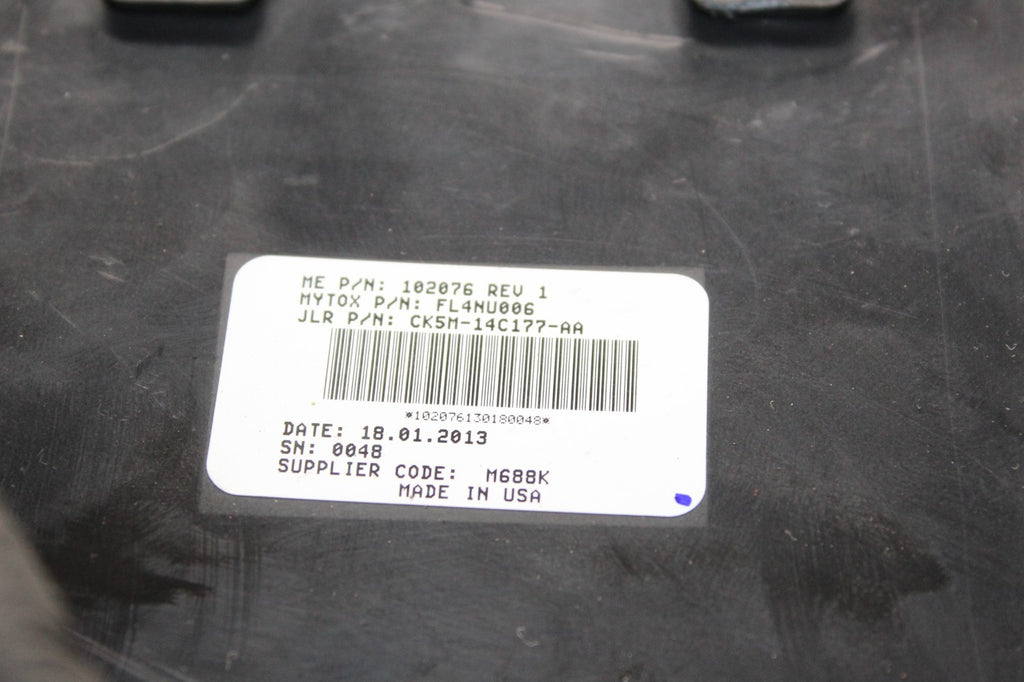 ME P/N: 102076 REV 1
MYTOX P/N: FL4NU006
JLR P/N: CK5M-14C177-AA
*102076130180048*
DATE: 18.01.2013
SN: 0048
SUPPLIER CODE: M688K
MADE IN USA